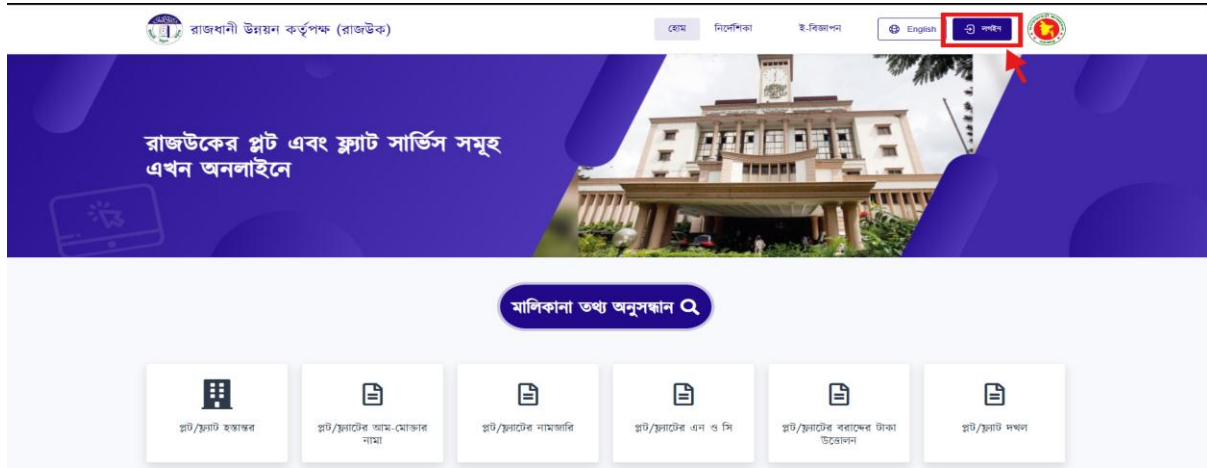 রাজধানী উন্নয়ন কর্তৃপক্ষ (রাজউক)
হোম
নির্দেশিকা
ই-বিজ্ঞাপন
English
লগইন
রাজউকের প্লট এবং ফ্ল্যাট সার্ভিস সমূহ
এখন অনলাইনে
মালিকানা তথ্য অনুসন্ধান
প্লট/ফ্ল্যাট হস্তান্তর
প্লট/ফ্ল্যাটের আম-মোক্তার
নামা
প্লট/ফ্ল্যাটের নামজারি
প্লট/ফ্ল্যাটের এন ও সি
প্লট/ফ্ল্যাটের বরাদ্দের টাকা
উত্তোলন
প্লট/ফ্ল্যাট দখল